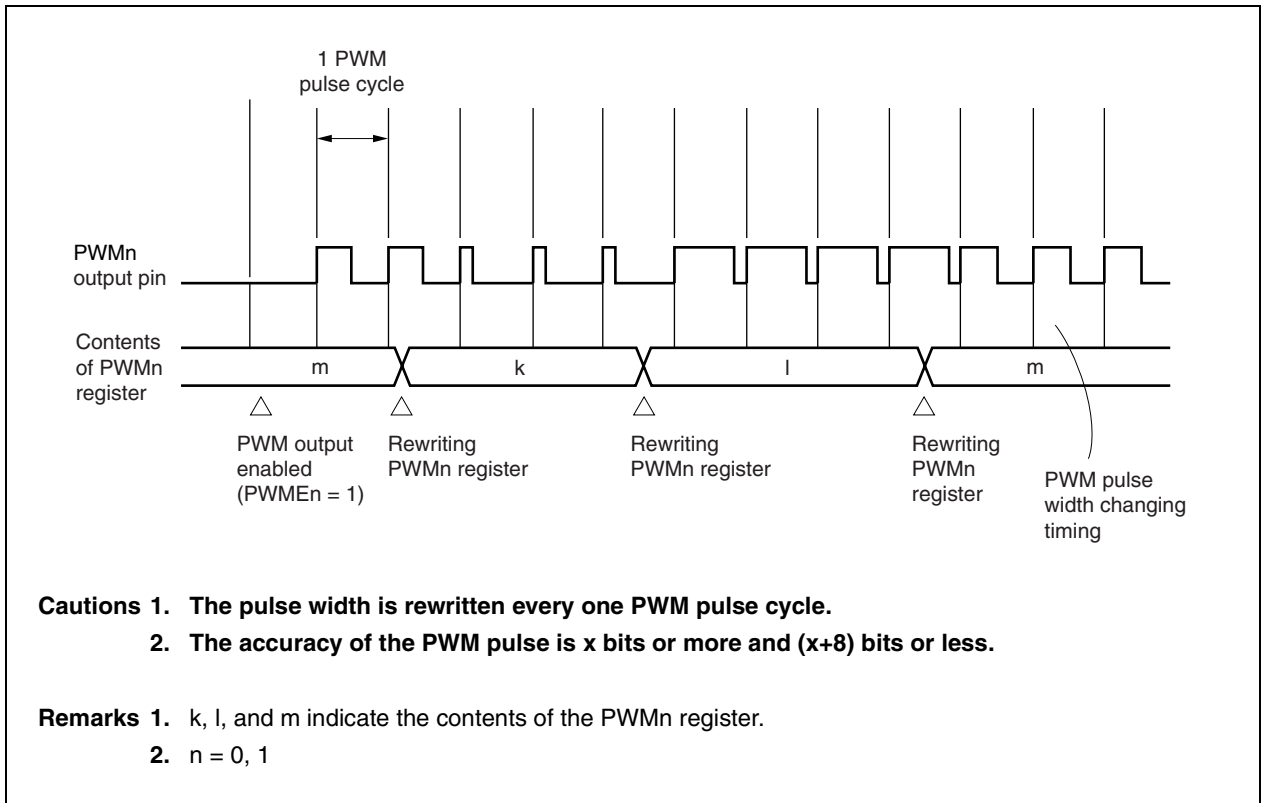 1 PWM
pulse cycle
PWMn
output pin
Contents
of PWMn
register
m
k
l
m
PWM output
enabled
(PWMEn = 1)
Rewriting
PWMn register
Rewriting
PWMn register
Rewriting
PWMn
register
PWM pulse
width changing
timing
Cautions 1. The pulse width is rewritten every one PWM pulse cycle.
2. The accuracy of the PWM pulse is x bits or more and (x+8) bits or less.
Remarks 1. k, l, and m indicate the contents of the PWMn register.
2. n = 0, 1